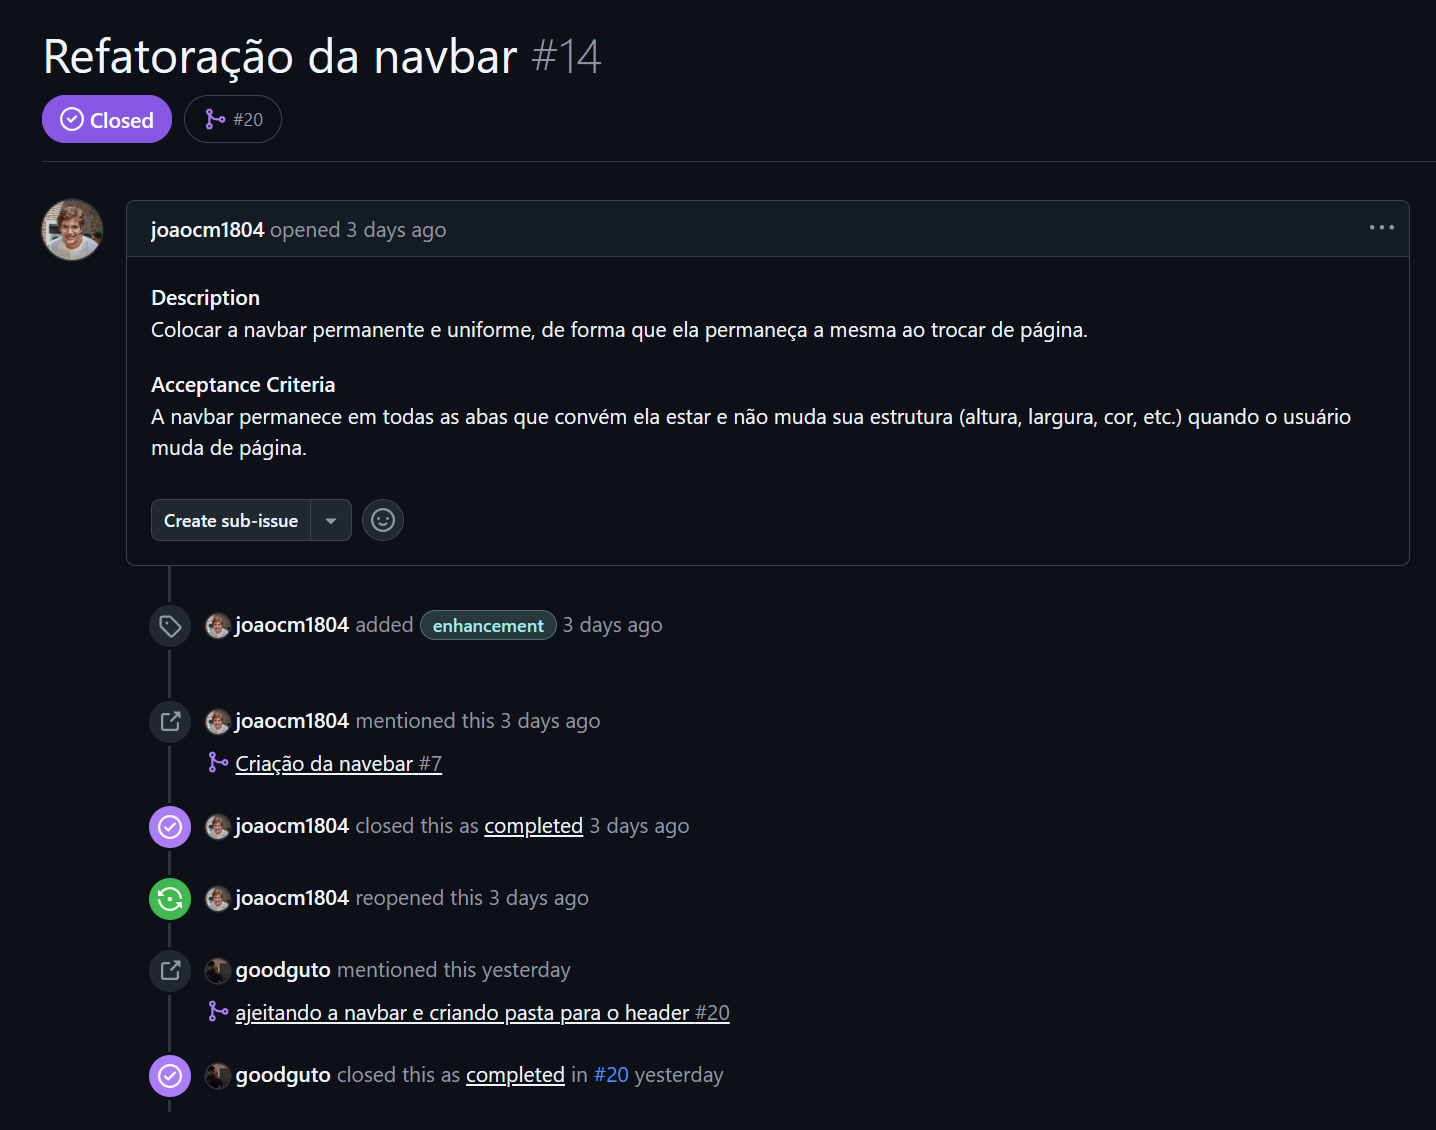 Refatoração da navbar #14
Closed #20
joaocm1804 opened 3 days ago
Description
Colocar a navbar permanente e uniforme, de forma que ela permaneça a mesma ao trocar de página.
Acceptance Criteria
A navbar permanece em todas as abas que convém ela estar e não muda sua estrutura (altura, largura, cor, etc.) quando o usuário
muda de página.
Create sub-issue
joaocm1804 added enhancement 3 days ago
joaocm1804 mentioned this 3 days ago
Criação da navebar #7
joaocm1804 closed this as completed 3 days ago
joaocm1804 reopened this 3 days ago
goodguto mentioned this yesterday
ajeitando a navbar e criando pasta para o header #20
goodguto closed this as completed in #20 yesterday